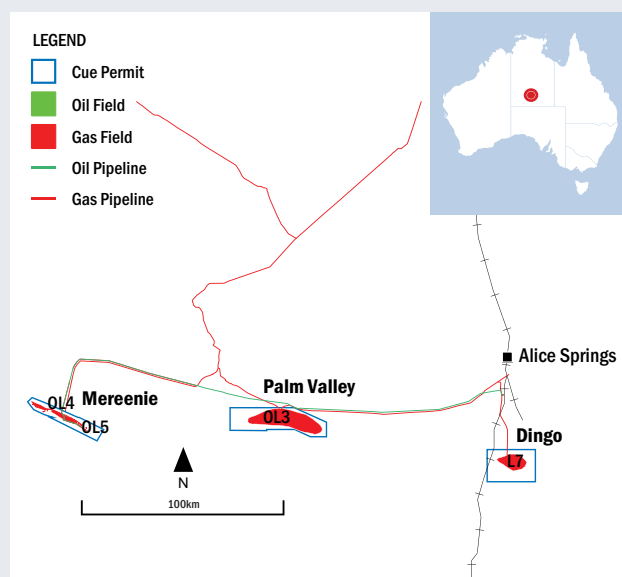 LEGEND
Cue Permit
Oil Field
Gas Field
Oil Pipeline
Gas Pipeline
Alice Springs
Palm Valley
OL3
Mereenie
OL4
OL5
Dingo
L7
N
100km